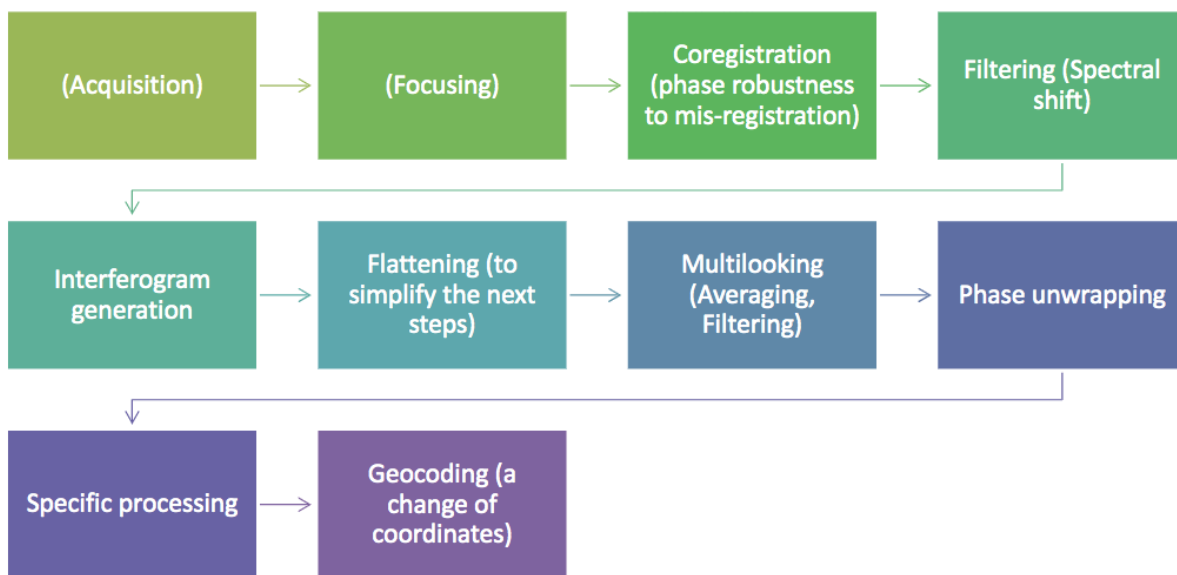 (Acquisition)
(Focusing)
Coregistration
(phase robustness
to mis-registration)
Filtering (Spectral
shift)
Interferogram
generation
Flattening (to
simplify the next
steps)
Multilooking
(Averaging,
Filtering)
Phase unwrapping
Specific processing
Geocoding (a
change of
coordinates)